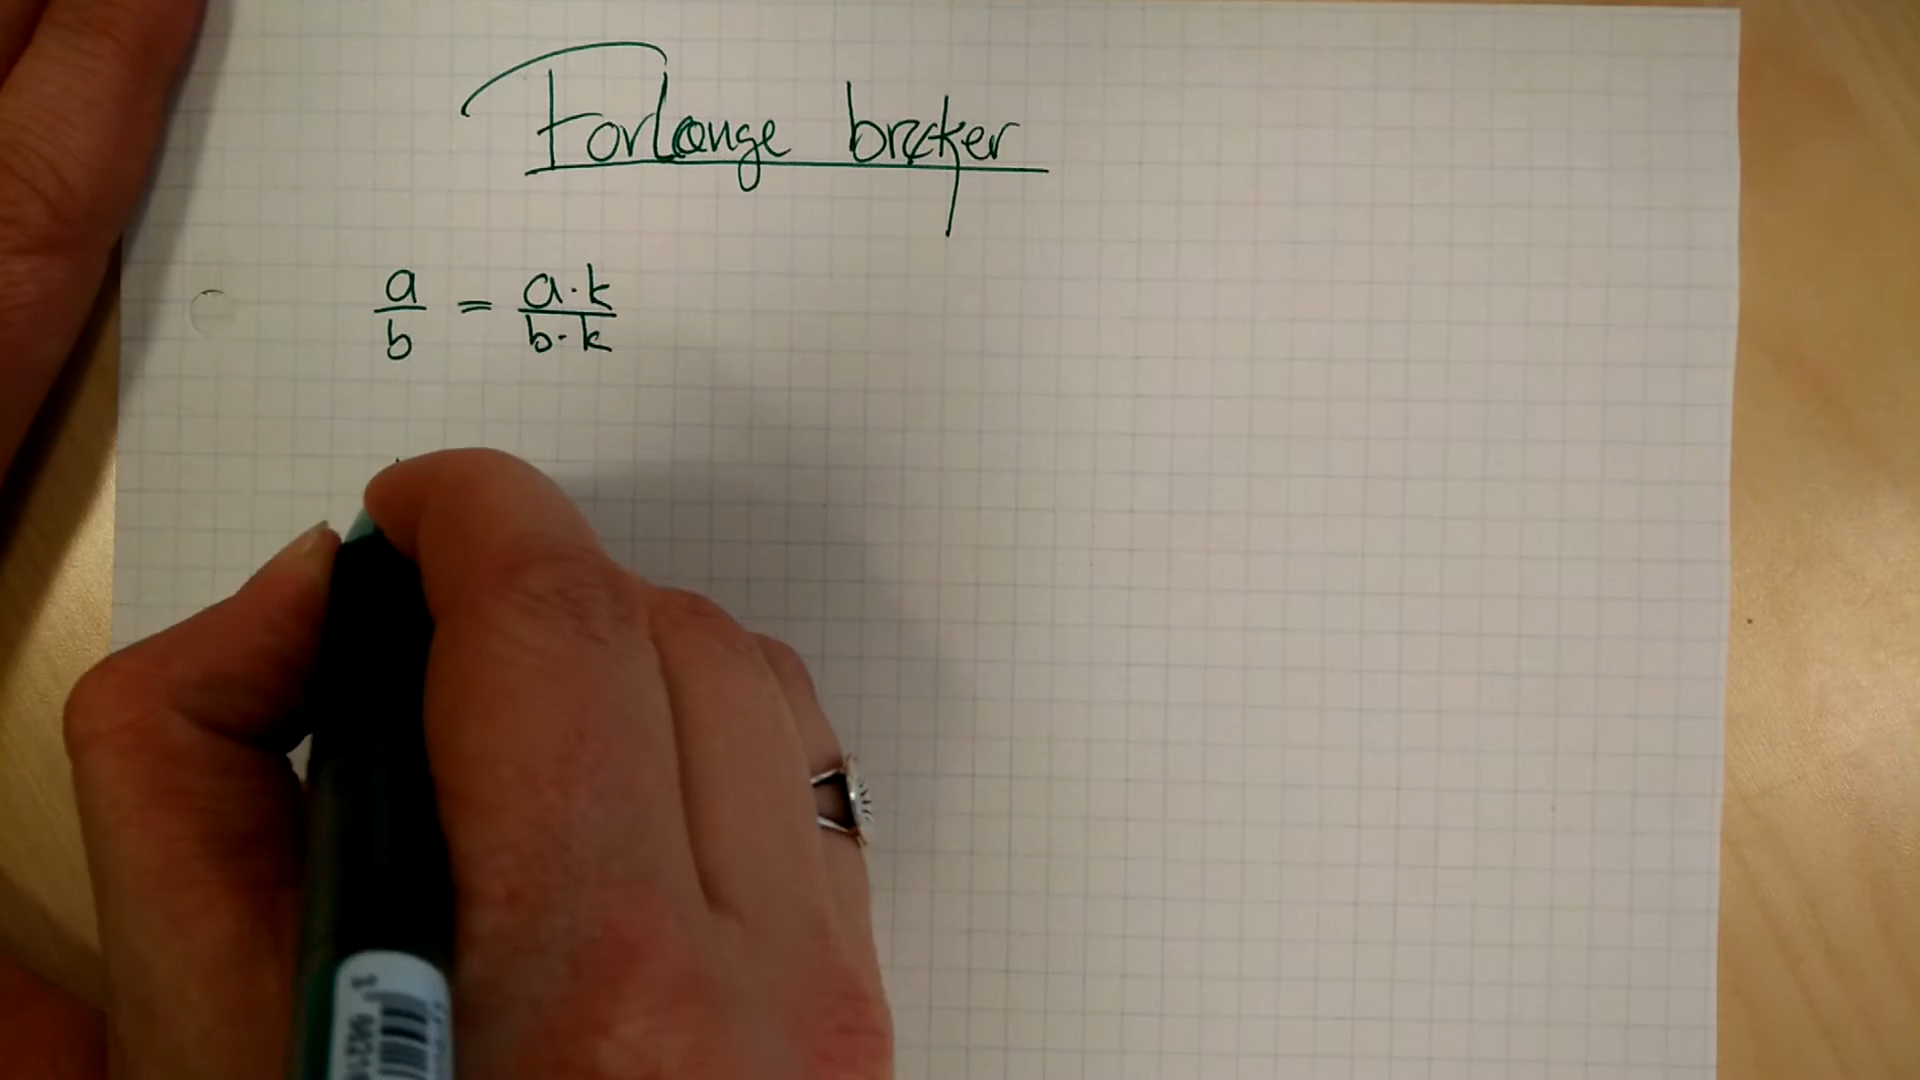 Forlænge brøker
a/b = a·k/b·k